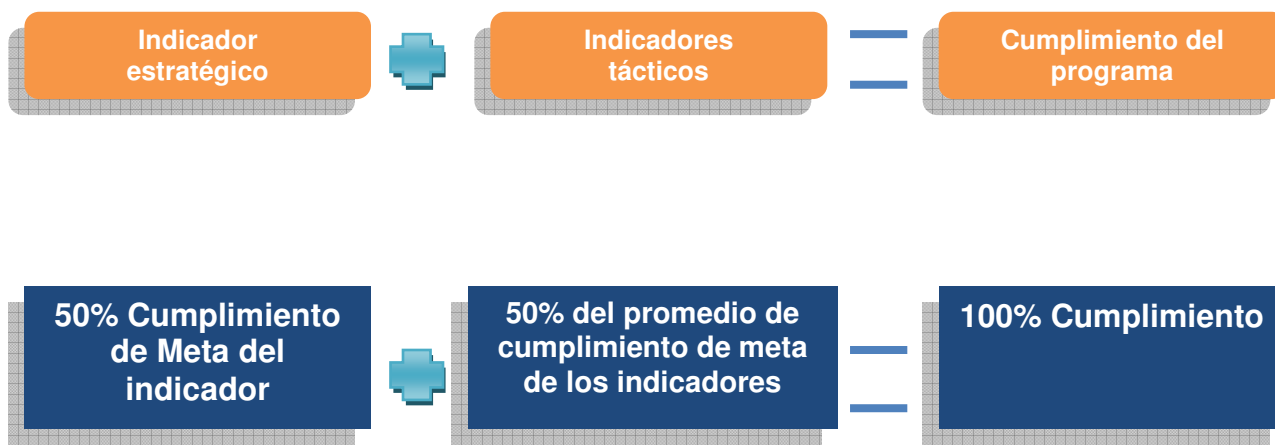 Indicador
estratégico
Indicadores
tácticos
Cumplimiento del
programa
50% Cumplimiento
de Meta del
indicador
50% del promedio de
cumplimiento de meta
de los indicadores
100% Cumplimiento